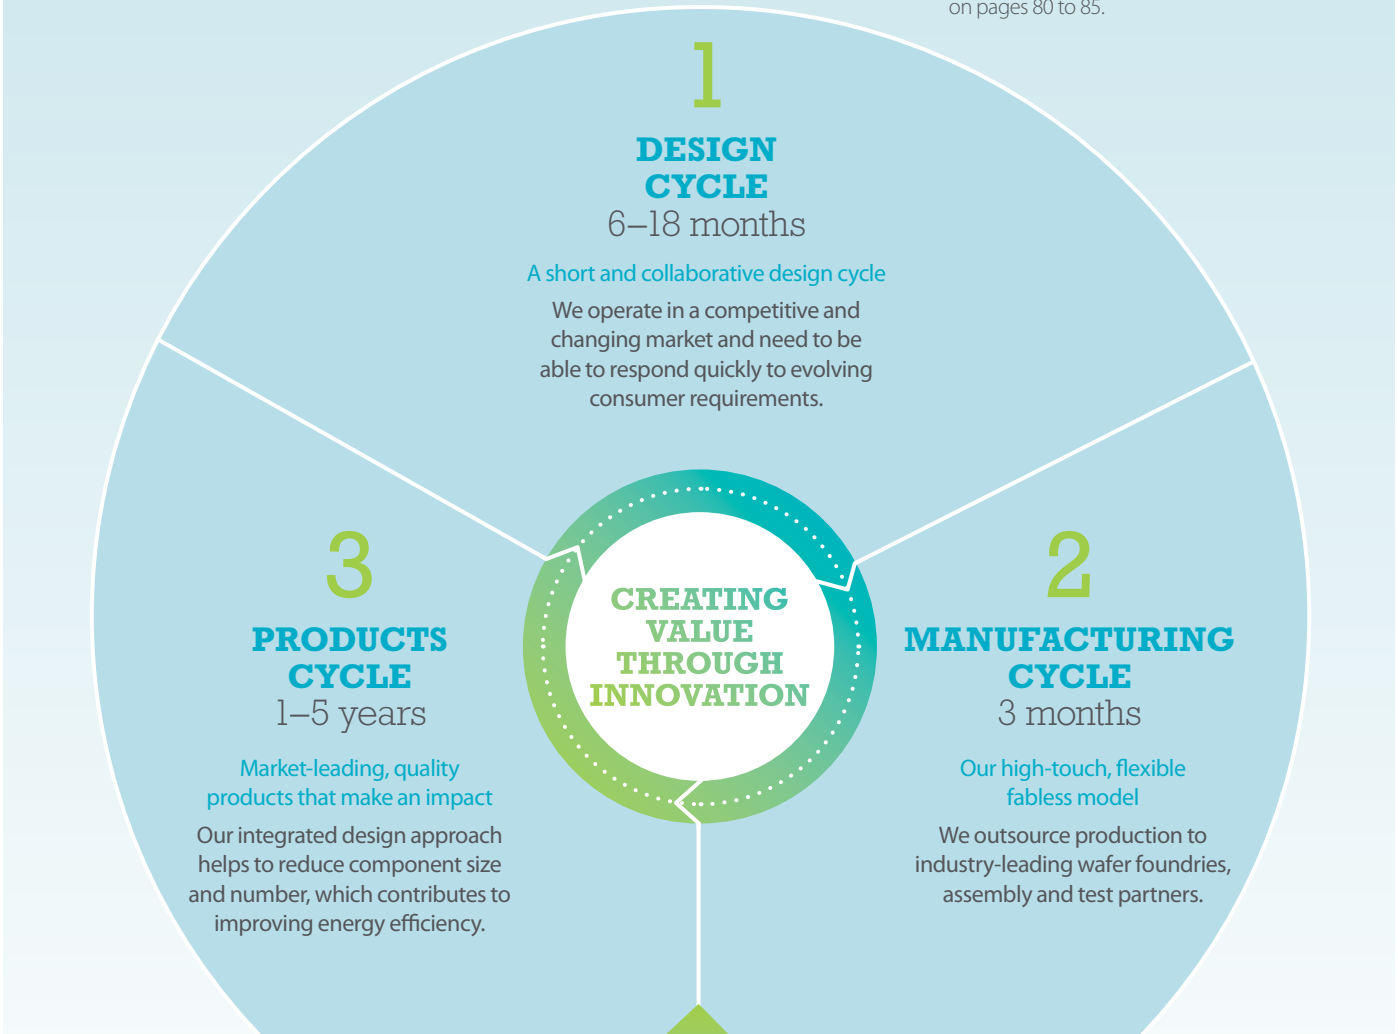 on pages 80 to 85.
1
DESIGN
CYCLE
6–18 months
A short and collaborative design cycle
We operate in a competitive and
changing market and need to be
able to respond quickly to evolving
consumer requirements.
CREATING
VALUE
THROUGH
INNOVATION
2
MANUFACTURING
CYCLE
3 months
Our high-touch, flexible
fabless model
We outsource production to
industry-leading wafer foundries,
assembly and test partners.
3
PRODUCTS
CYCLE
1–5 years
Market-leading, quality
products that make an impact
Our integrated design approach
helps to reduce component size
and number, which contributes to
improving energy efficiency.